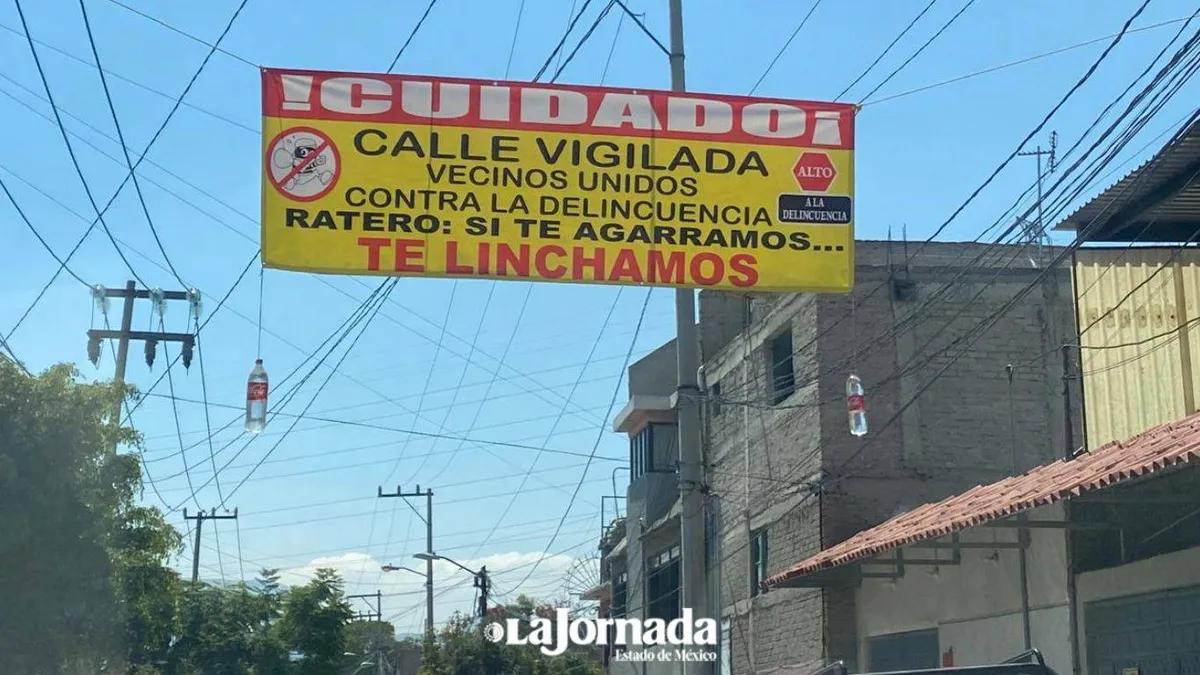 !CUIDADO¡
CALLE VIGILADA
VECINOS UNIDOS
CONTRA LA DELINCUENCIA
RATERO: SI TE AGARRAMOS...
TE LINCHAMOS
ALTO
A LA
DELINCUENCIA
LaJornada
Estado de México